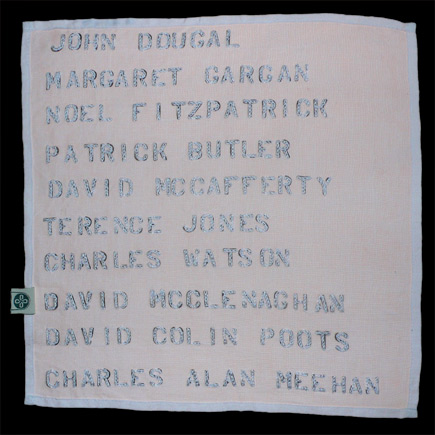 JOHN DOUGAL
MARGARET GARGAN
NOEL FITZPATRICK
PATRICK BUTLER
DAVID MCCAFFERTY
TERENCE JONES
CHARLES WATSON
DAVID MCCLENAGHAN
DAVID COLIN POOTS
CHARLES ALAN MEEHAN